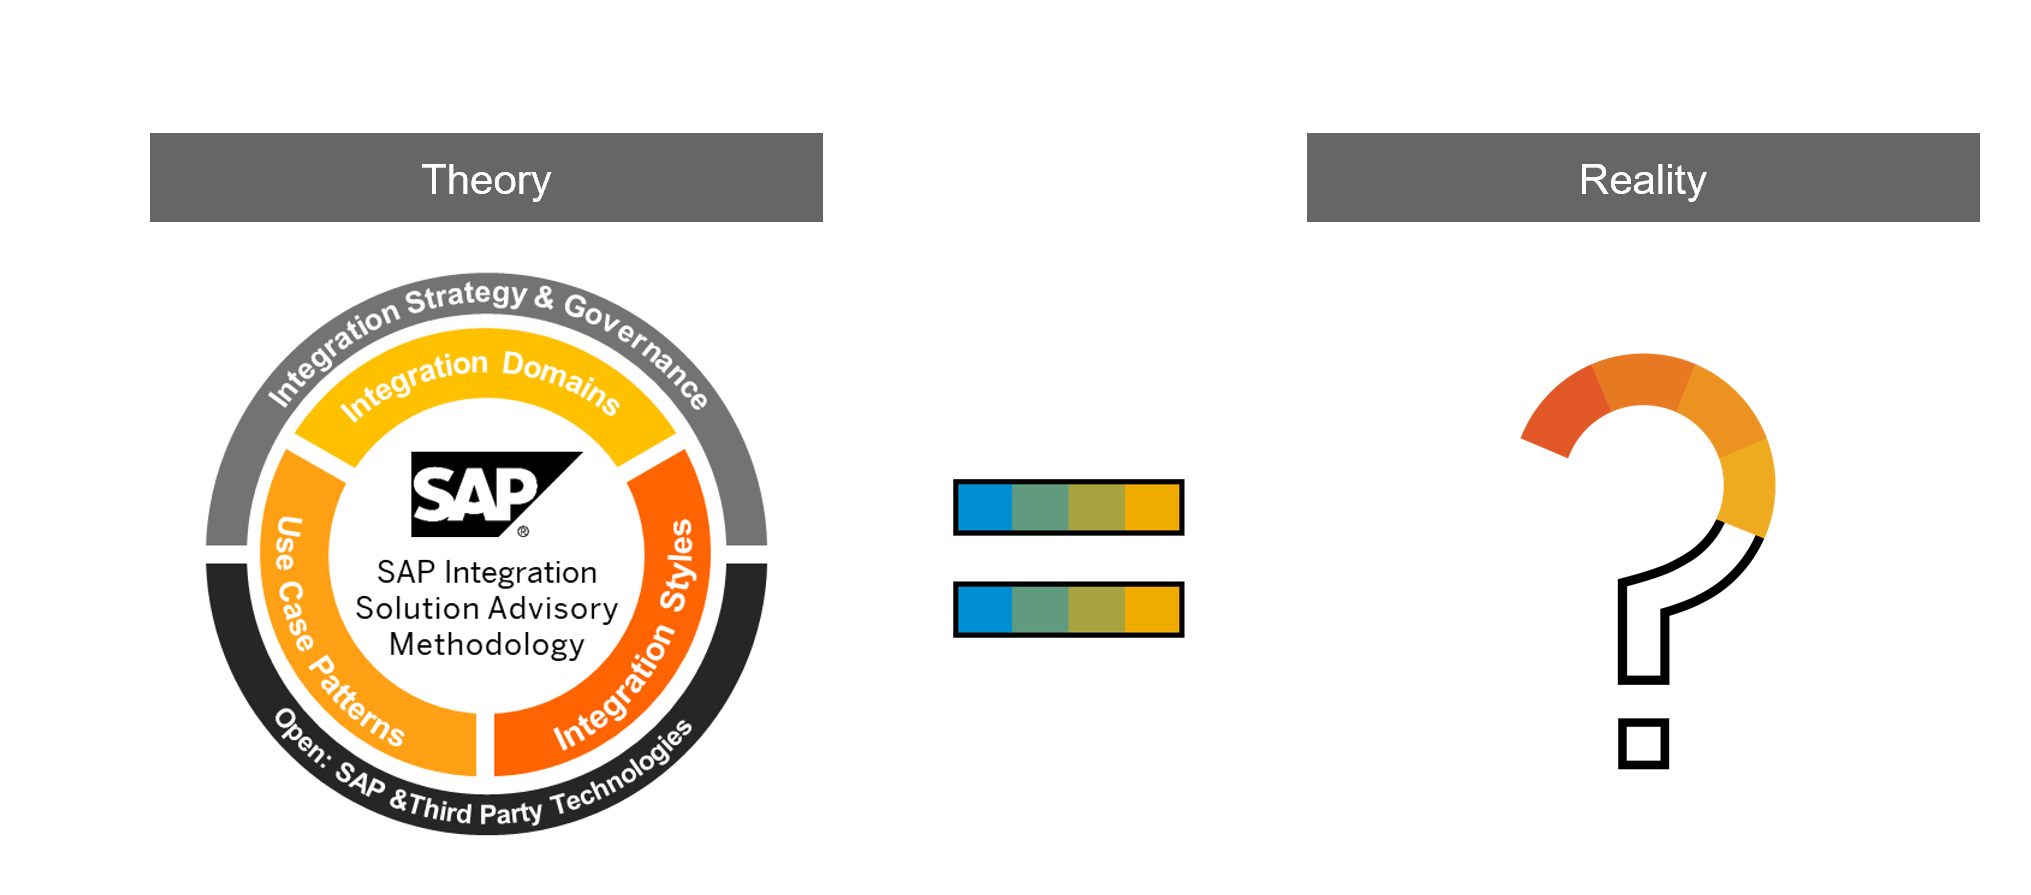 Theory
Reality
Integration Strategy & Governance
Integration Domains
SAP
®
SAP Integration
Solution Advisory
Methodology
Use Case Patterns
Integration Styles
Open: SAP &Third Party Technologies